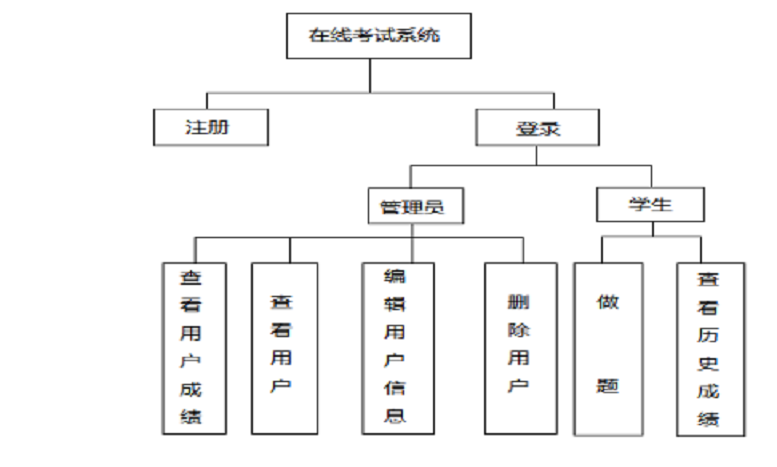 在线考试系统
注册
登录
管理员
学生
查看用户成绩
查看用户
编辑用户信息
删除用户
做题
查看历史成绩